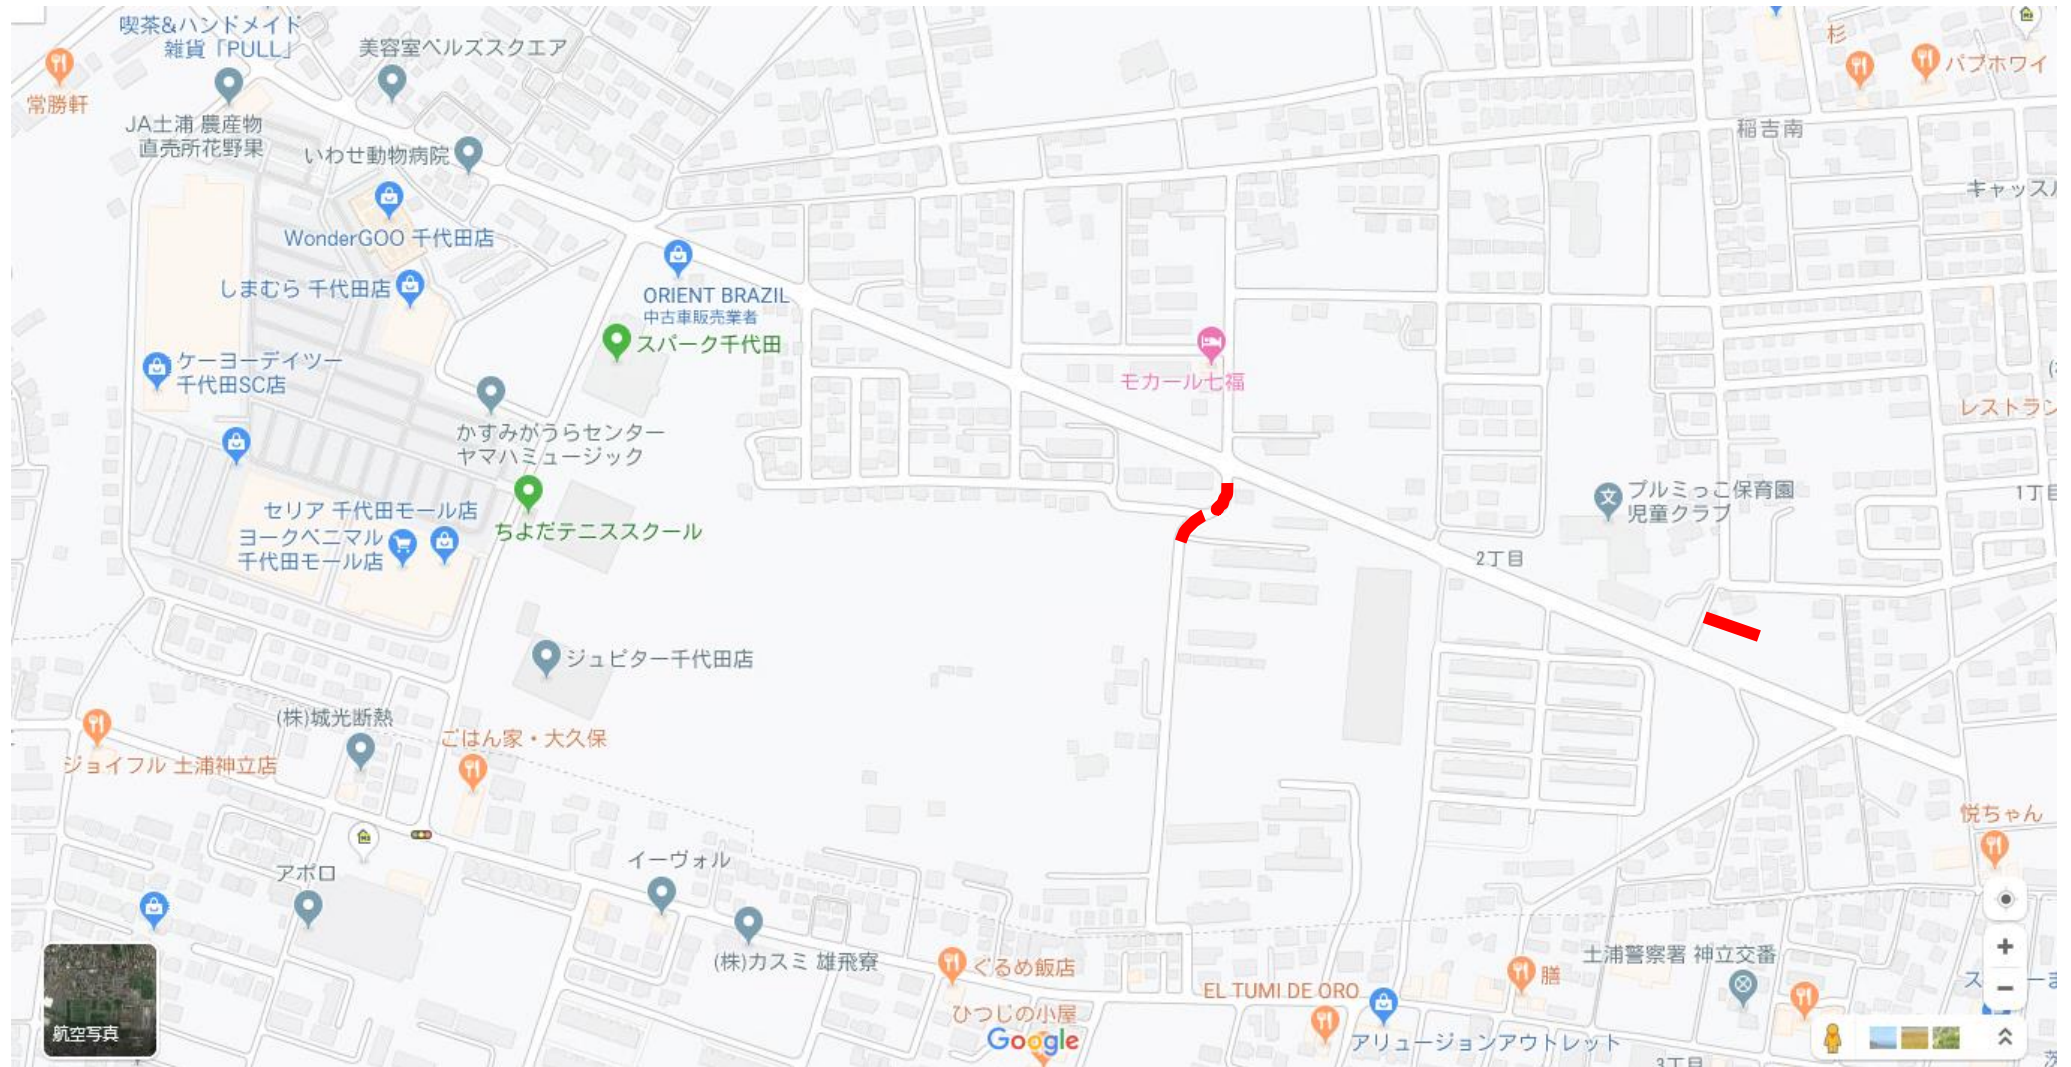 喫茶&ハンドメイド
雑貨「PULL」
美容室ベルズスクエア
常勝軒
杉
パブホワイ
JA土浦 農産物
直売所花野果
いわせ動物病院
稲吉南
キャッスル
WonderGOO 千代田店
しまむら 千代田店
ORIENT BRAZIL
中古車販売業者
スパーク千代田
ケーヨーデイツー
千代田SC店
モカール七福
レストラン
かすみがうらセンター
ヤマハミュージック
プルミっこ保育園
児童クラブ
1丁目
セリア 千代田モール店
ヨークベニマル
千代田モール店
ちよだテニススクール
2丁目
ジュピター千代田店
(株)城光断熱
ごはん家・大久保
ジョイフル 土浦神立店
悦ちゃん
アポロ
イーヴォル
(株)カスミ 雄飛寮
ぐるめ飯店
土浦警察署 神立交番
膳
EL TUMI DE ORO
ひつじの小屋
Google
アリュージョンアウトレット
航空写真
3丁目